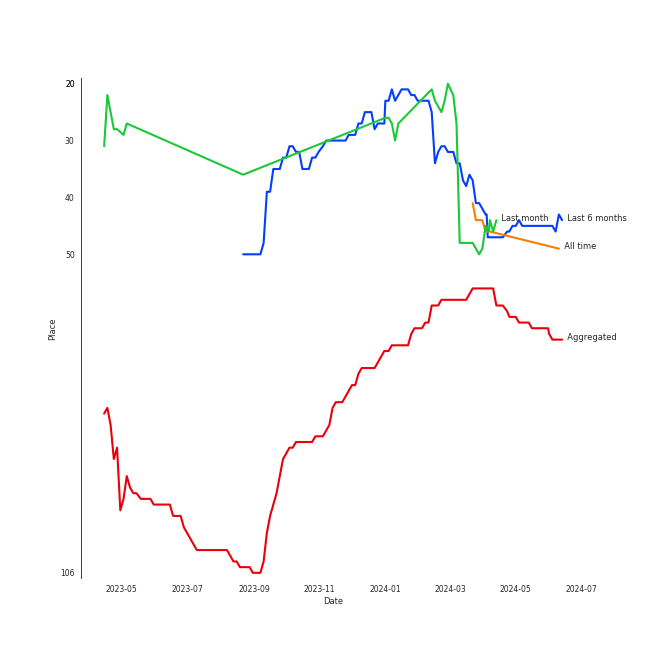 20
30
40
Last month
Last 6 months
All time
50
Place
Aggregated
106
2023-05 2023-07 2023-09 2023-11 2024-01 2024-03 2024-05 2024-07
Date